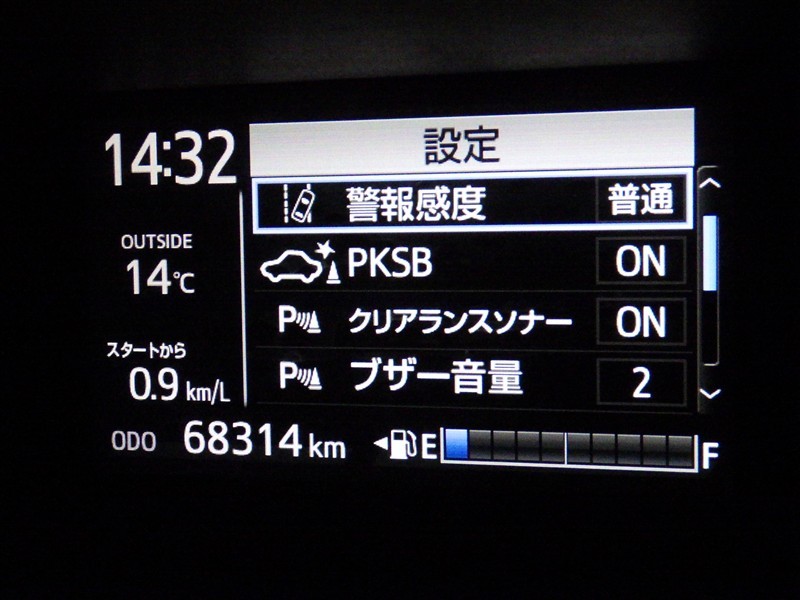 14:32
設定
警報感度 普通
OUTSIDE
14℃
PKSB ON
P クリアランスソナー ON
スタートから
0.9 km/L
P ブザー音量 2
ODO 68314 km
E F